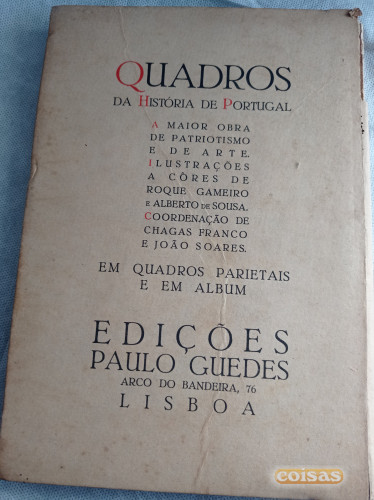 QUADROS
DA HISTÓRIA DE PORTUGAL
A MAIOR OBRA
DE PATRIOTISMO
E DE ARTE.
ILUSTRAÇÕES
A CÔRES DE
ROQUE GAMEIRO
E ALBERTO DE SOUSA.
COORDENAÇÃO DE
CHAGAS FRANCO
E JOÃO SOARES.
EM QUADROS PARIETAIS
E EM ALBUM
EDIÇÕES
PAULO GUEDES
ARCO DO BANDEIRA, 76
LISBOA
coisas